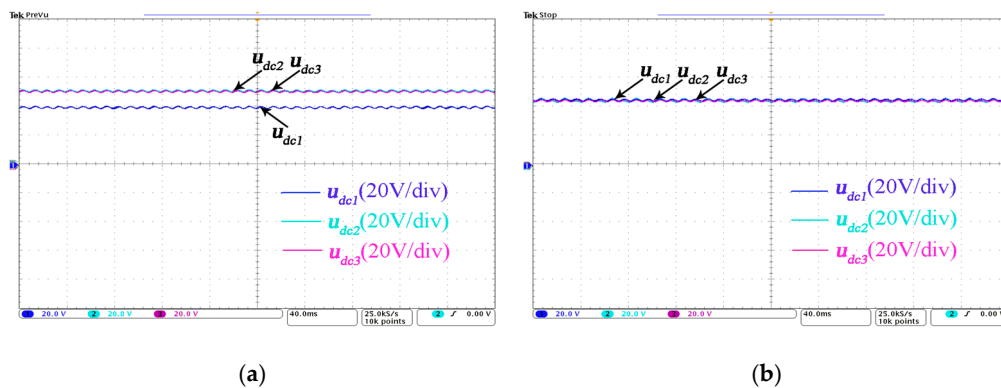 Tek PreVu
u_dc2 u_dc3
u_dc1
1
u_dc1(20V/div)
u_dc2(20V/div)
u_dc3(20V/div)
1 20.0 V 2 20.0 V 3 20.0 V 40.0ms 25.0kS/s 2 0.00 V
10k points
(a)
Tek Stop
u_dc1 u_dc2 u_dc3
1
u_dc1(20V/div)
u_dc2(20V/div)
u_dc3(20V/div)
1 20.0 V 2 20.0 V 3 20.0 V 40.0ms 25.0kS/s 2 0.00 V
10k points
(b)